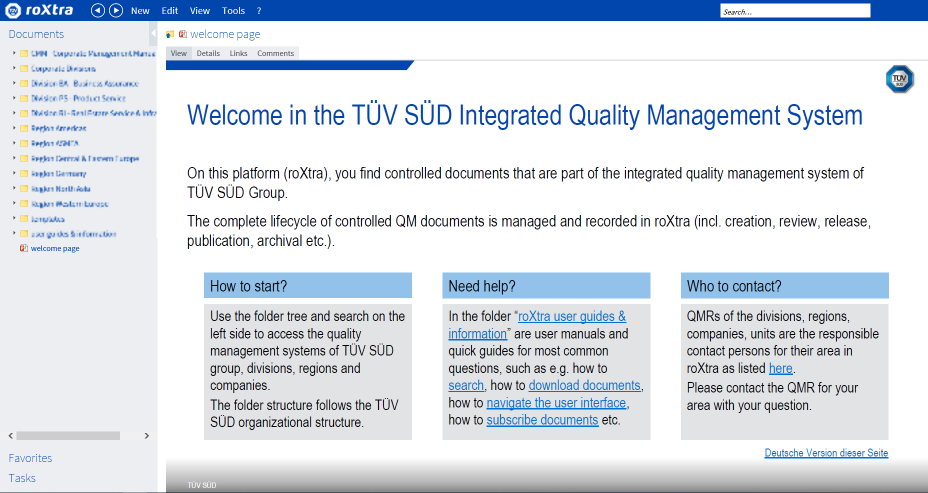 roXtra New Edit View Tools ? Search...
Documents
CMM - Corporate Management Manua
Corporate Divisions
Division BA - Business Assurance
Division PS - Product Service
Division RI - Real Estate Service & Infra
Region Americas
Region ASMEA
Region Central & Eastern Europe
Region Germany
Region North Asia
Region Western Europe
templates
user guides & information
welcome page
Favorites
Tasks
welcome page
View Details Links Comments
TÜV
SÜD
Welcome in the TÜV SÜD Integrated Quality Management System
On this platform (roXtra), you find controlled documents that are part of the integrated quality management system of
TÜV SÜD Group.
The complete lifecycle of controlled QM documents is managed and recorded in roXtra (incl. creation, review, release,
publication, archival etc.).
How to start?
Use the folder tree and search on the
left side to access the quality
management systems of TÜV SÜD
group, divisions, regions and
companies.
The folder structure follows the TÜV
SÜD organizational structure.
Need help?
In the folder “roXtra user guides &
information” are user manuals and
quick guides for most common
questions, such as e.g. how to
search, how to download documents,
how to navigate the user interface,
how to subscribe documents etc.
Who to contact?
QMRs of the divisions, regions,
companies, units are the responsible
contact persons for their area in
roXtra as listed here.
Please contact the QMR for your
area with your question.
Deutsche Version dieser Seite
TÜV SÜD